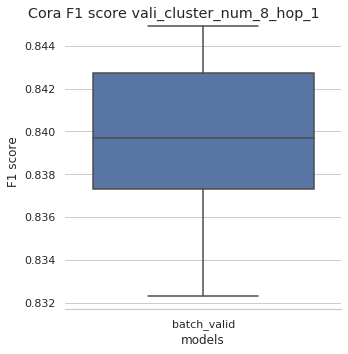 Cora F1 score vali_cluster_num_8_hop_1
0.844
0.842
0.840
0.838
0.836
0.834
0.832
F1 score
batch_valid
models